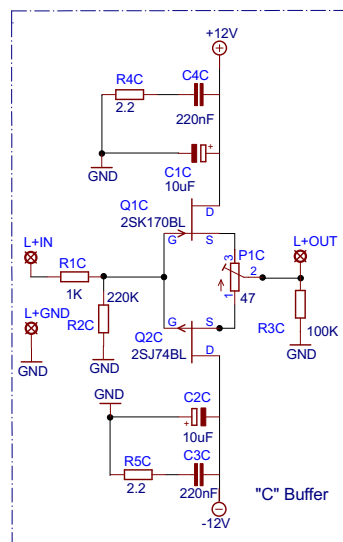 +12V
R4C
C4C
2.2
220nF
+
GND
C1C
10uF
Q1C
2SK170BL
D
G
S
L+IN
R1C
1K
220K
R2C
GND
L+GND
GND
3
P1C
2
1
47
L+OUT
R3C
100K
GND
G
S
Q2C
2SJ74BL
D
GND
C2C
+
10uF
R5C
C3C
2.2
220nF
"C" Buffer
-12V